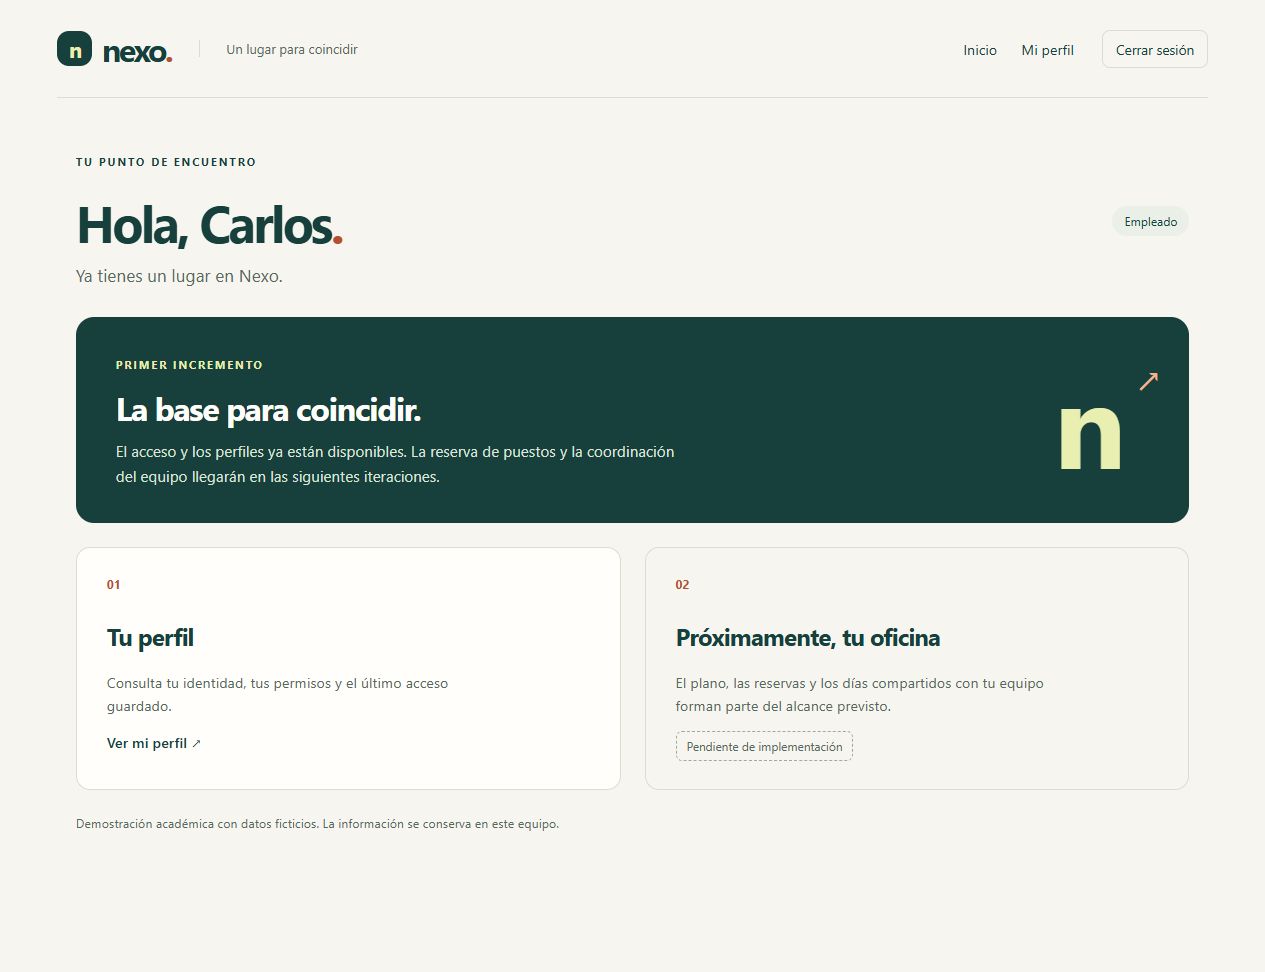 n nexo. Un lugar para coincidir Inicio Mi perfil Cerrar sesión
TU PUNTO DE ENCUENTRO
Hola, Carlos.
Empleado
Ya tienes un lugar en Nexo.
PRIMER INCREMENTO
La base para coincidir.
El acceso y los perfiles ya están disponibles. La reserva de puestos y la coordinación
del equipo llegarán en las siguientes iteraciones.
n ↗
01
Tu perfil
Consulta tu identidad, tus permisos y el último acceso
guardado.
Ver mi perfil ↗
02
Próximamente, tu oficina
El plano, las reservas y los días compartidos con tu equipo
forman parte del alcance previsto.
Pendiente de implementación
Demostración académica con datos ficticios. La información se conserva en este equipo.